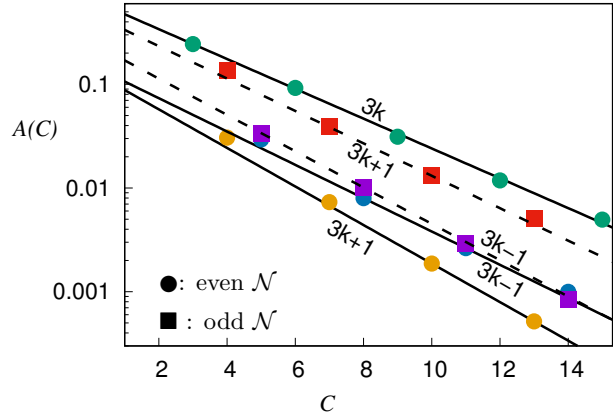 0.1
0.01
0.001
A(C)
3k
3k+1
3k−1
3k−1
3k+1
: even 𝒩
: odd 𝒩
2 4 6 8 10 12 14
C